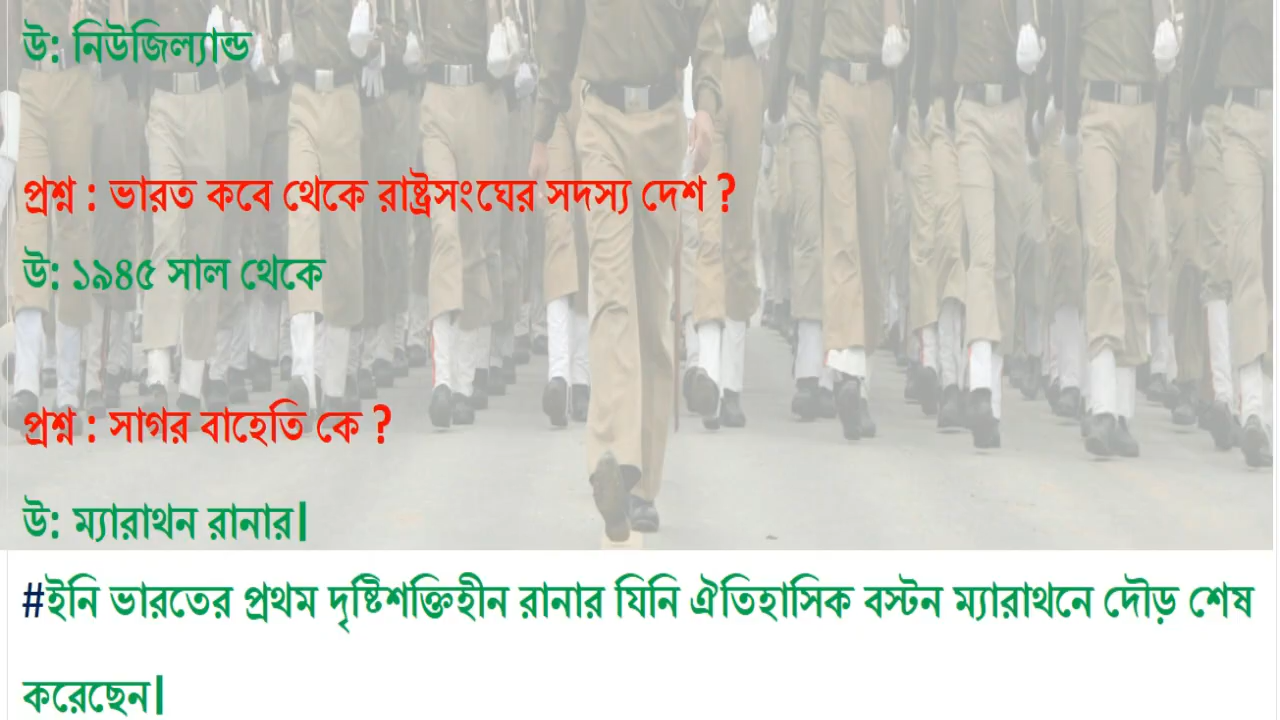 উ: নিউজিল্যান্ড
প্রশ্ন : ভারত কবে থেকে রাষ্ট্রসংঘের সদস্য দেশ ?
উ: ১৯৪৫ সাল থেকে
প্রশ্ন : সাগর বাহেতি কে ?
উ: ম্যারাথন রানার।
#ইনি ভারতের প্রথম দৃষ্টিশক্তিহীন রানার যিনি ঐতিহাসিক বস্টন ম্যারাথনে দৌড় শেষ
করেছেন।